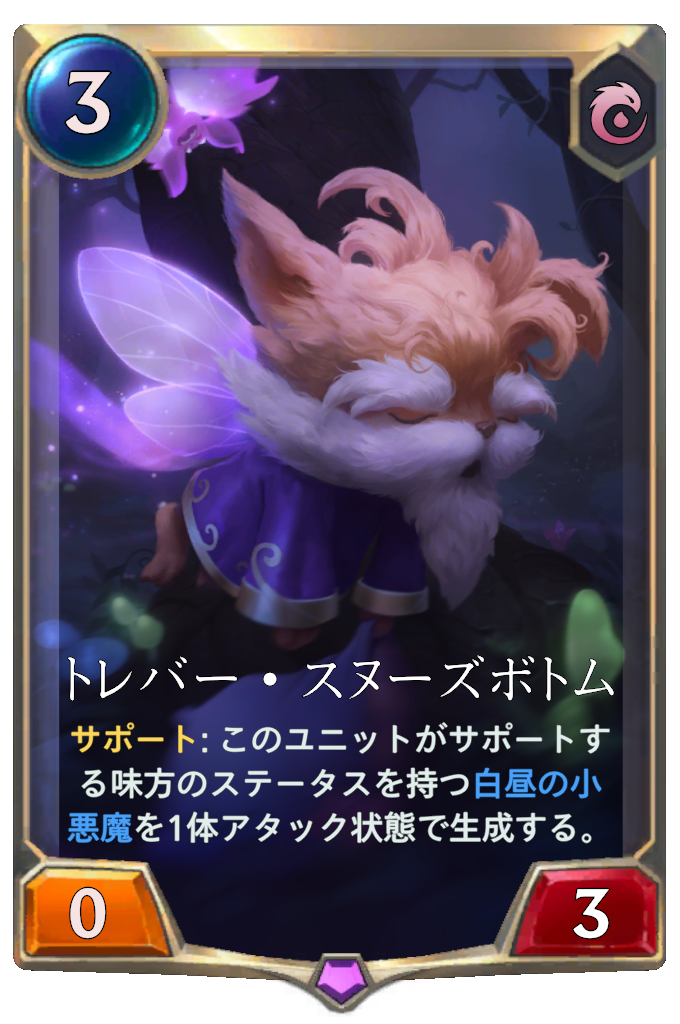 3
トレバー・スヌーズボトム
サポート: このユニットがサポートす
る味方のステータスを持つ白昼の小
悪魔を1体アタック状態で生成する。
0
3